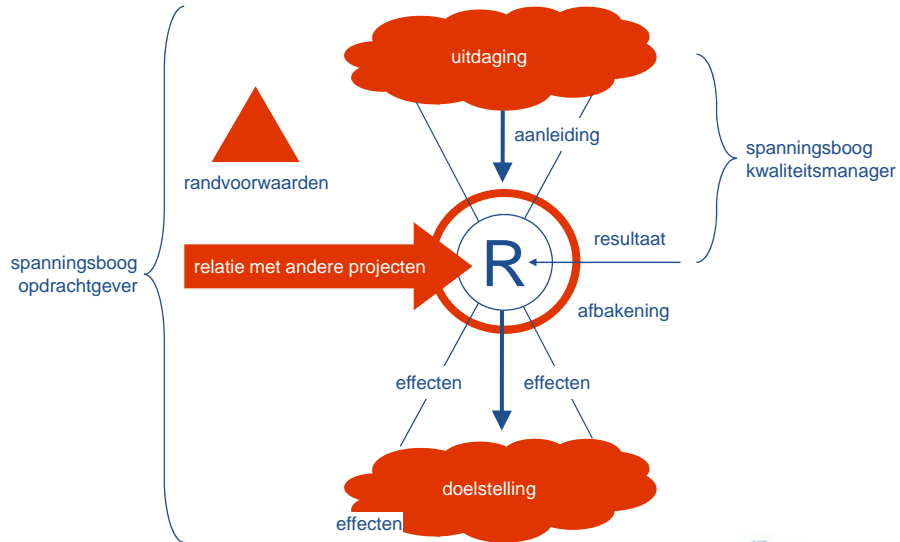 uitdaging
aanleiding
spanningsboog
kwaliteitsmanager
randvoorwaarden
resultaat
spanningsboog
opdrachtgever
relatie met andere projecten
R
afbakening
effecten
effecten
doelstelling
effecten